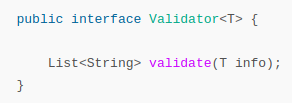 public interface Validator<T> {
    List<String> validate(T info);
}